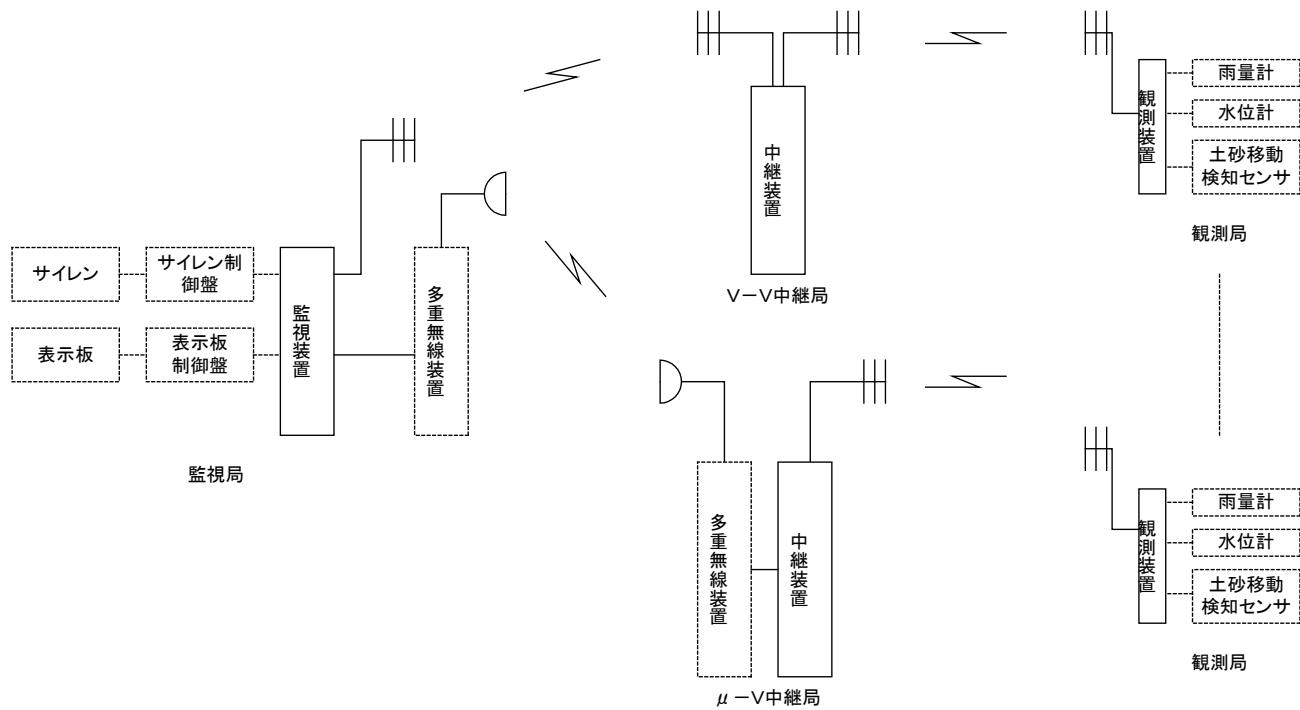 サイレン
サイレン制
御盤
表示板
表示板
制御盤
監視装置
多重無線装置
監視局
中継装置
V－V中継局
多重無線装置
中継装置
μ－V中継局
観測装置
雨量計
水位計
土砂移動
検知センサ
観測局
観測装置
雨量計
水位計
土砂移動
検知センサ
観測局